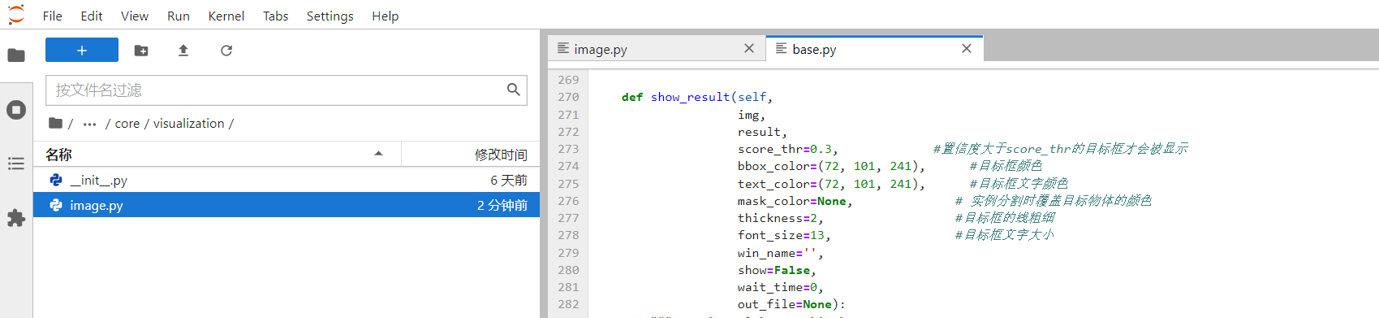 File Edit View Run Kernel Tabs Settings Help
+
按文件名过滤
/ ··· / core / visualization /
名称 修改时间
__init__.py 6 天前
image.py 2 分钟前
image.py base.py
269
270 def show_result(self,
271 img,
272 result,
273 score_thr=0.3, #置信度大于score_thr的目标框才会被显示
274 bbox_color=(72, 101, 241), #目标框颜色
275 text_color=(72, 101, 241), #目标框文字颜色
276 mask_color=None, # 实例分割时覆盖目标物体的颜色
277 thickness=2, #目标框的线粗细
278 font_size=13, #目标框文字大小
279 win_name='',
280 show=False,
281 wait_time=0,
282 out_file=None):